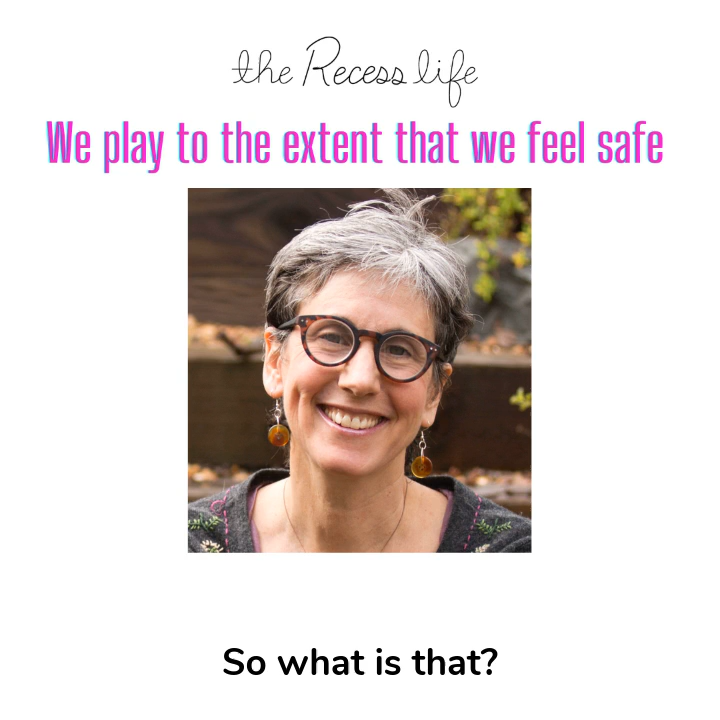 the Recess life
We play to the extent that we feel safe
So what is that?